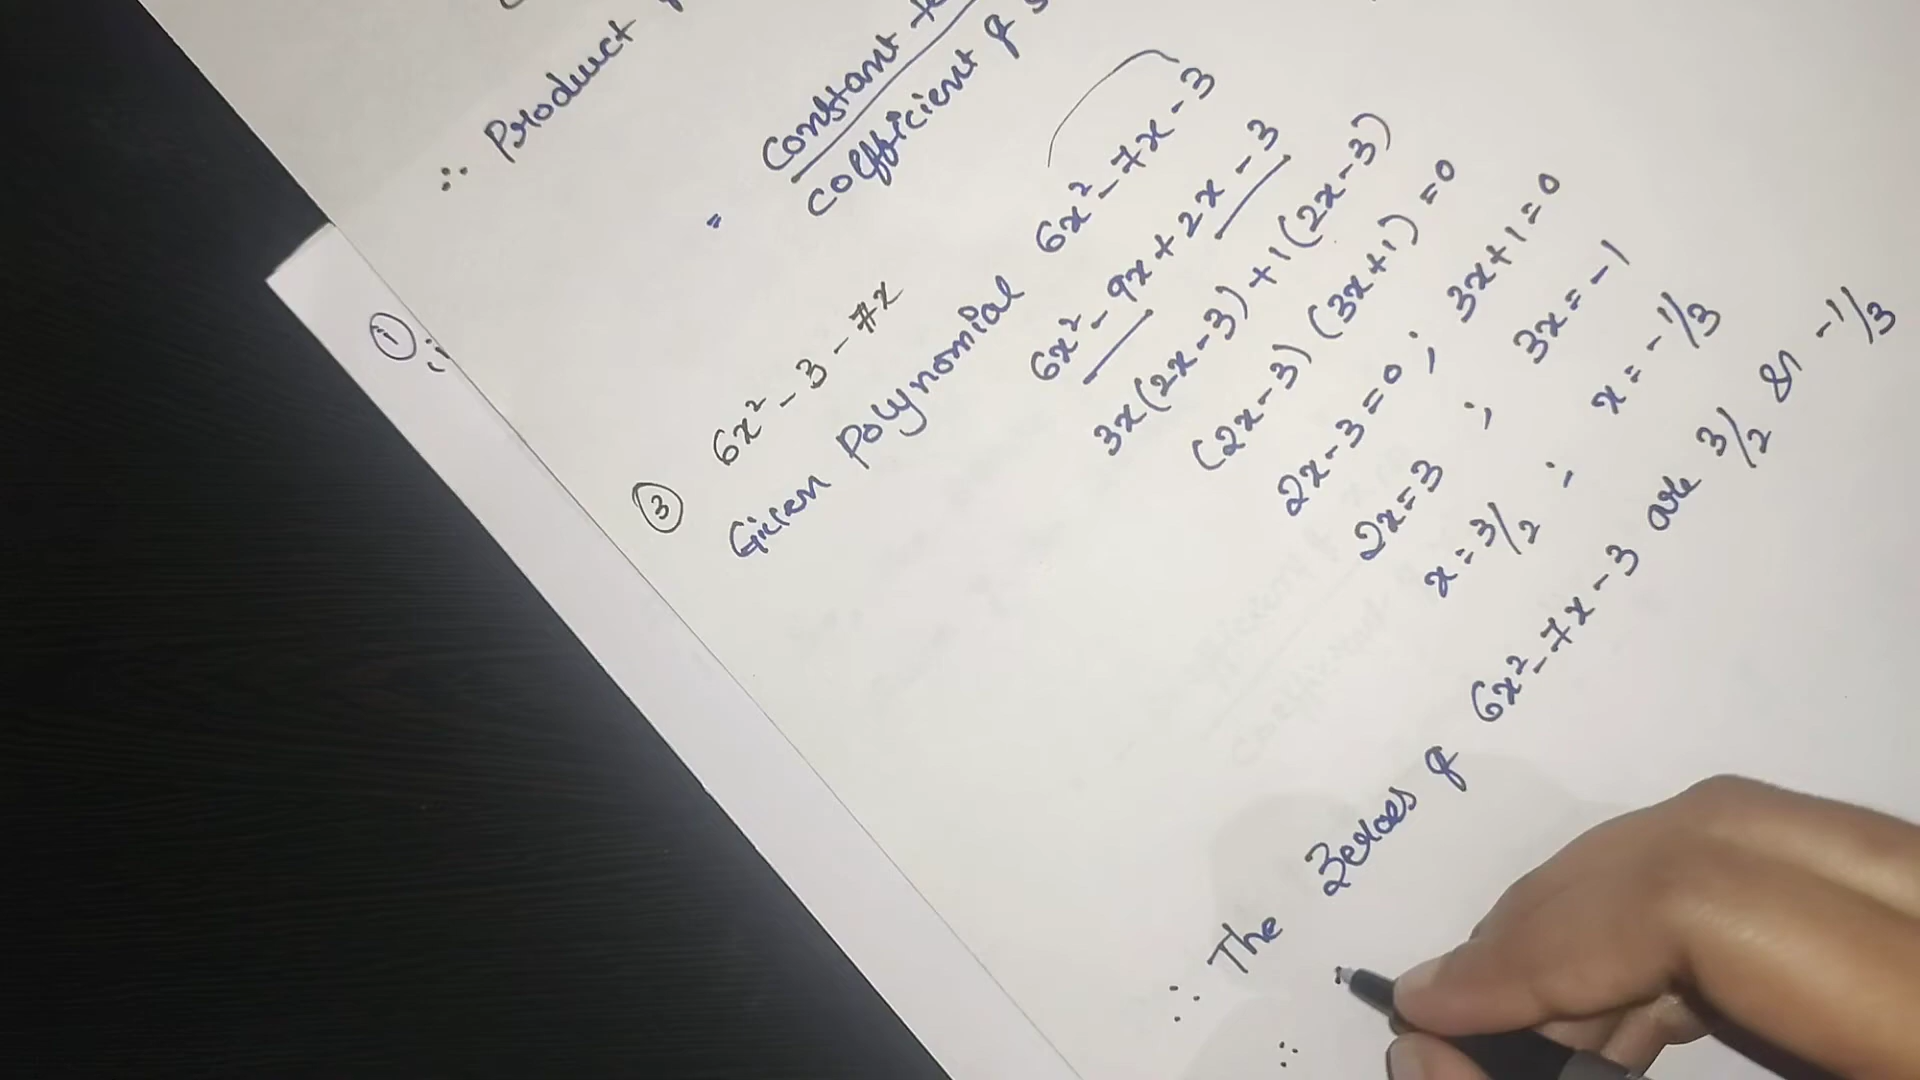 ∴ Product
= Constant
coefficient of
③ 6x² - 3 - 7x
Given Polynomial 6x² - 7x - 3
6x² - 9x + 2x - 3
3x(2x - 3) + 1(2x - 3)
(2x - 3) (3x + 1) = 0
2x - 3 = 0 ; 3x + 1 = 0
2x = 3 ; 3x = -1
x = 3/2 ; x = -1/3
∴ The Zeroes of 6x² - 7x - 3 are 3/2 & -1/3
∴
①